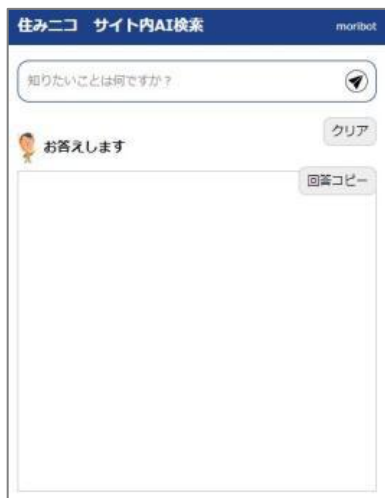 住みニコ　サイト内AI検索
moribot
知りたいことは何ですか？
クリア
お答えします
回答コピー